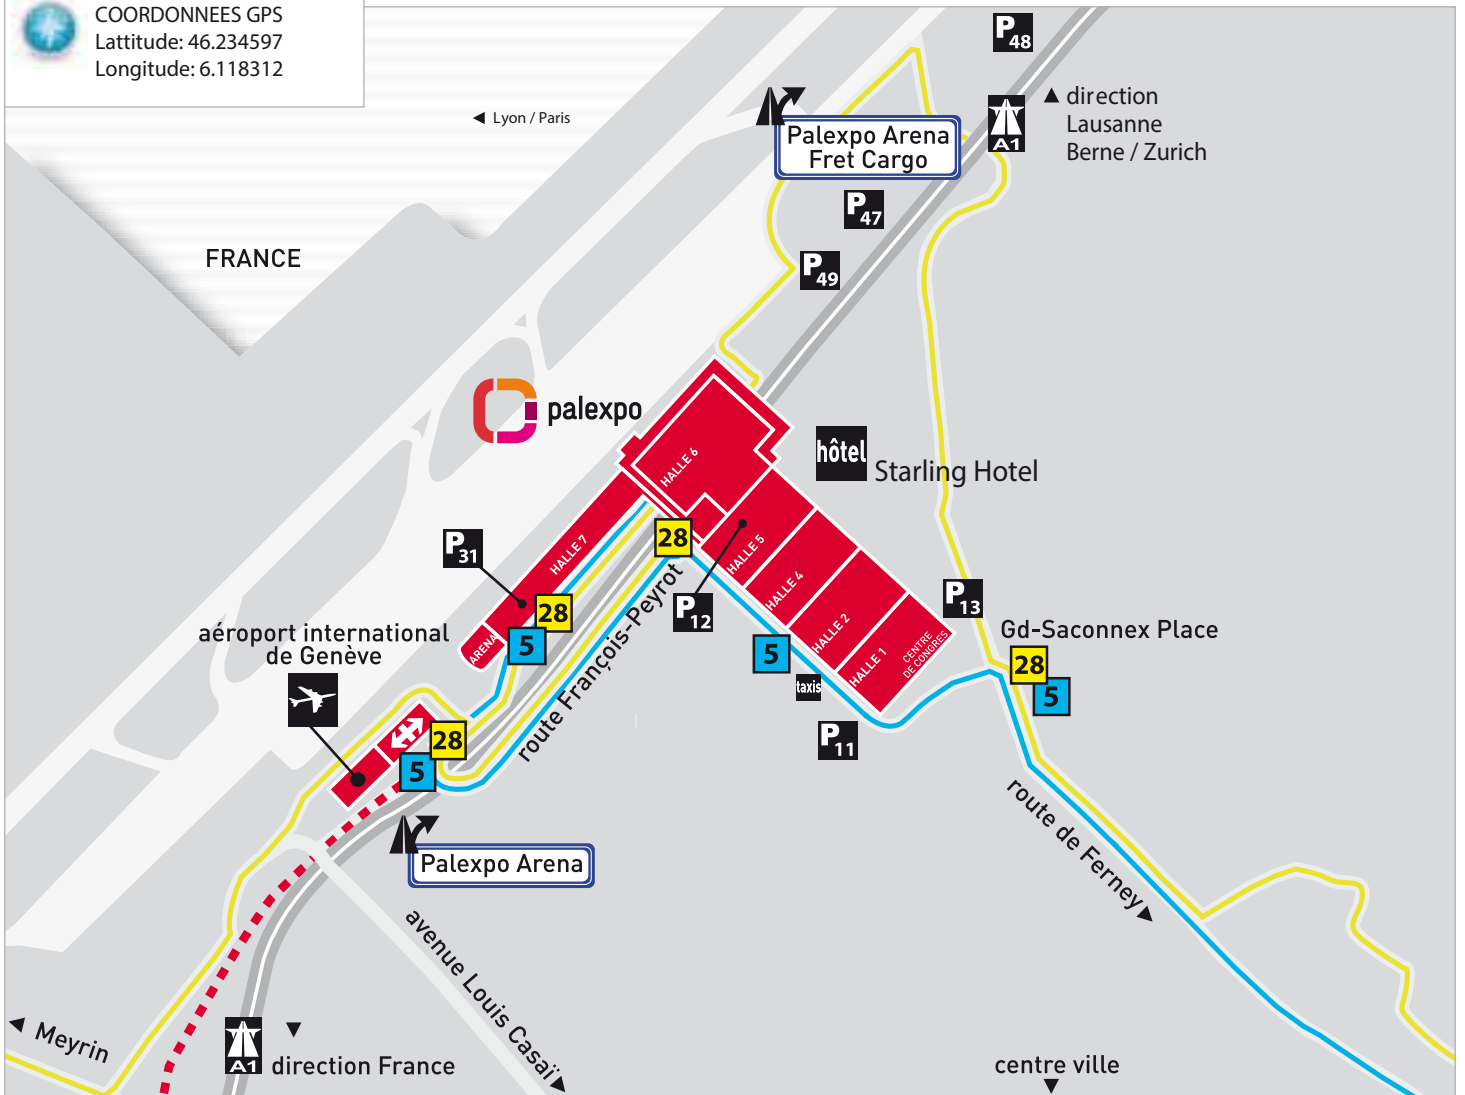 COORDONNEES GPS
Lattitude: 46.234597
Longitude: 6.118312
P48
Lyon / Paris
direction
Lausanne
Berne / Zurich
A1
Palexpo Arena
Fret Cargo
P47
FRANCE
P49
palexpo
hôtel
Starling Hotel
HALLE 6
P31
HALLE 7
28
HALLE 5
HALLE 4
HALLE 2
HALLE 1
CENTRE
DE CONGRES
P12
P13
ARENA
28
5
route François-Peyrot
5
taxis
P11
Gd-Saconnex Place
28
5
aéroport international
de Genève
28
5
Palexpo Arena
route de Ferney
avenue Louis Casaï
Meyrin
A1
direction France
centre ville